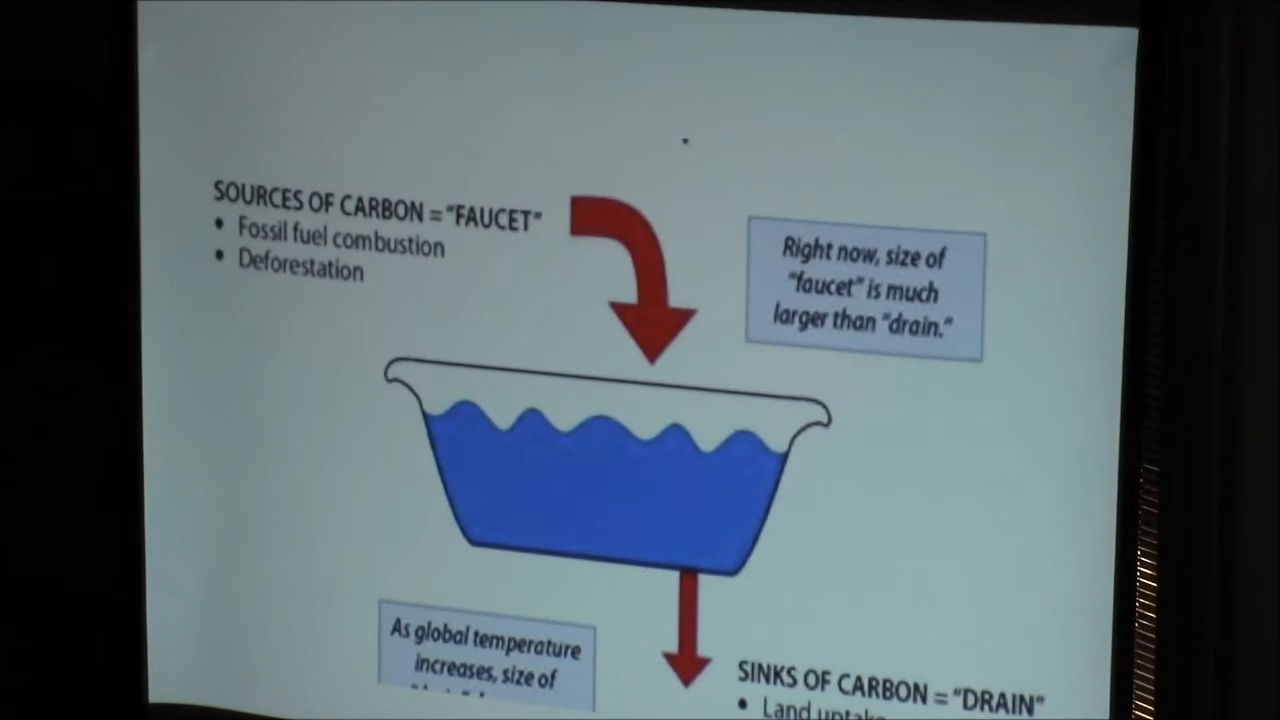 SOURCES OF CARBON = "FAUCET"
• Fossil fuel combustion
• Deforestation
Right now, size of
"faucet" is much
larger than "drain."
As global temperature
increases, size of
SINKS OF CARBON = "DRAIN"
• Land uptake